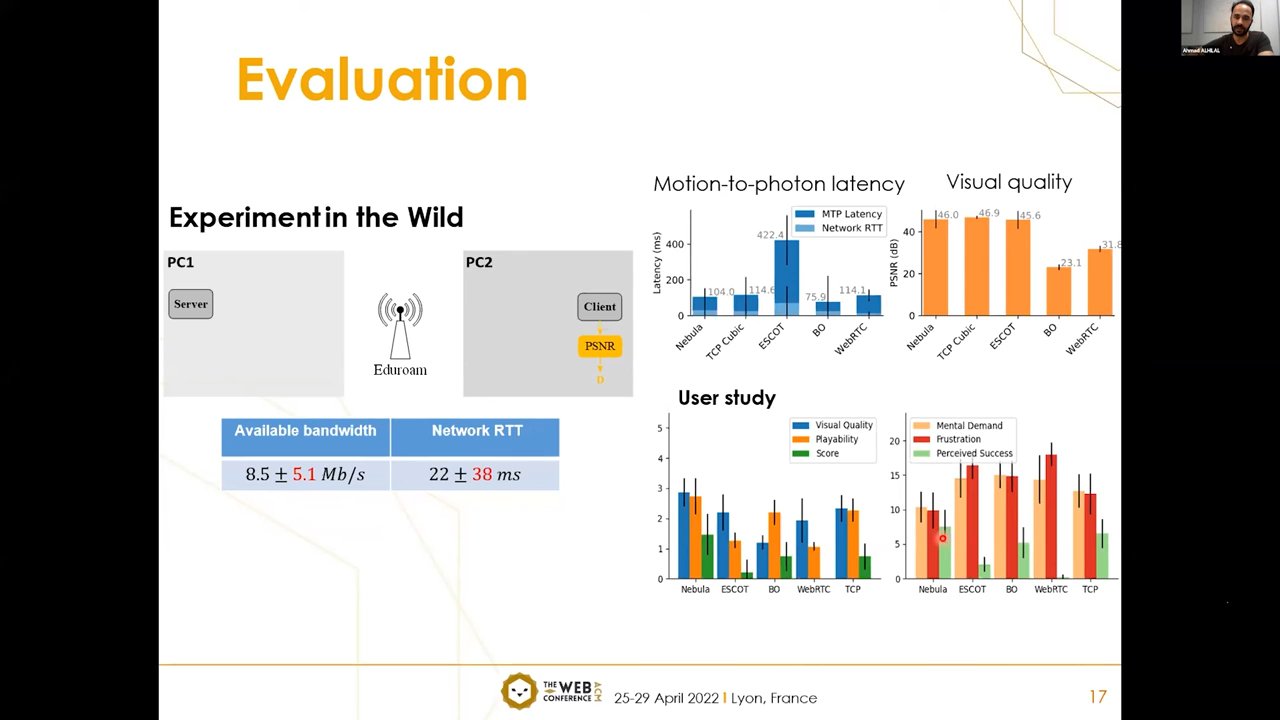 Ahmad ALHILAL
Evaluation
Experiment in the Wild
PC1
Server
Eduroam
PC2
Client
PSNR
D
Available bandwidth
Network RTT
8.5 ± 5.1 Mb/s
22 ± 38 ms
Motion-to-photon latency
MTP Latency
Network RTT
Latency (ms)
400
200
0
104.0
114.6
422.4
75.9
114.1
Nebula
TCP Cubic
ESCOT
BO
WebRTC
Visual quality
PSNR (dB)
40
20
0
46.0
46.9
45.6
23.1
31.8
Nebula
TCP Cubic
ESCOT
BO
WebRTC
User study
Visual Quality
Playability
Score
5
4
3
2
1
0
Nebula
ESCOT
BO
WebRTC
TCP
Mental Demand
Frustration
Perceived Success
20
15
10
5
0
Nebula
ESCOT
BO
WebRTC
TCP
THE WEB CONFERENCE ACM
25-29 April 2022 I Lyon, France
17